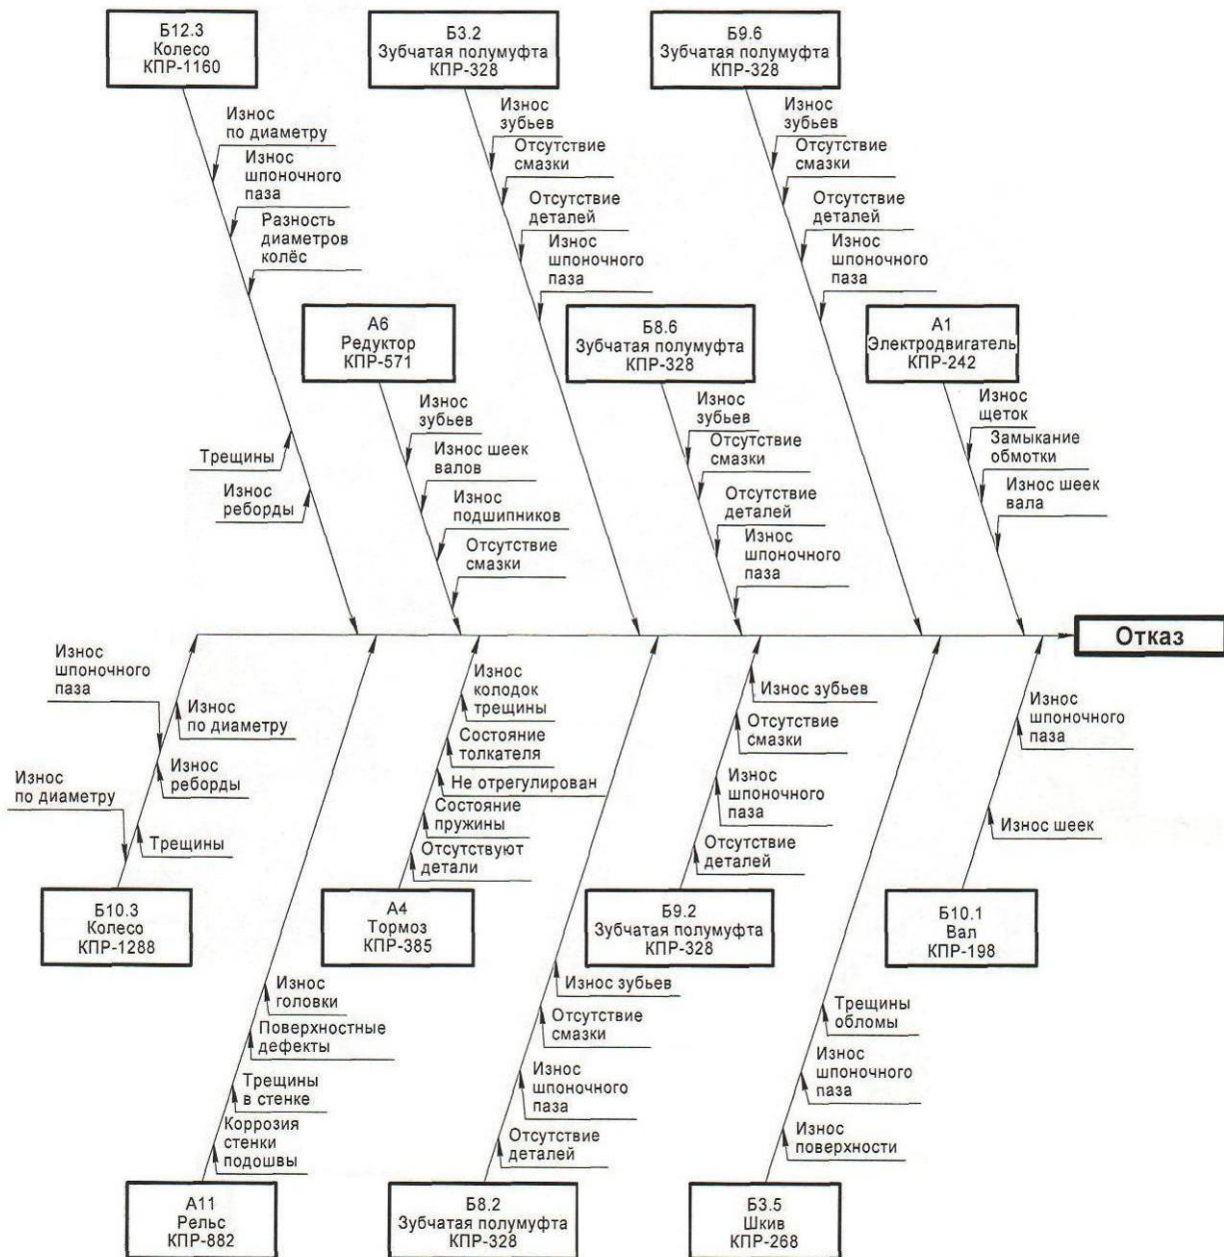 Б12.3
Колесо
КПР-1160
Износ
по диаметру
Износ
шпоночного
паза
Разность
диаметров
колёс
Трещины
Износ
реборды
Б3.2
Зубчатая полумуфта
КПР-328
Износ
зубьев
Отсутствие
смазки
Отсутствие
деталей
Износ
шпоночного
паза
Б9.6
Зубчатая полумуфта
КПР-328
Износ
зубьев
Отсутствие
смазки
Отсутствие
деталей
Износ
шпоночного
паза
А6
Редуктор
КПР-571
Износ
зубьев
Износ шеек
валов
Износ
подшипников
Отсутствие
смазки
Б8.6
Зубчатая полумуфта
КПР-328
Износ
зубьев
Отсутствие
смазки
Отсутствие
деталей
Износ
шпоночного
паза
А1
Электродвигатель
КПР-242
Износ
щеток
Замыкание
обмотки
Износ шеек
вала
Отказ
Износ
шпоночного
паза
Износ
по диаметру
Износ
реборды
Износ
по диаметру
Трещины
Б10.3
Колесо
КПР-1288
Износ
колодок
трещины
Состояние
толкателя
Не отрегулирован
Состояние
пружины
Отсутствуют
детали
А4
Тормоз
КПР-385
Износ зубьев
Отсутствие
смазки
Износ
шпоночного
паза
Отсутствие
деталей
Б9.2
Зубчатая полумуфта
КПР-328
Износ
шпоночного
паза
Износ шеек
Б10.1
Вал
КПР-198
Износ
головки
Поверхностные
дефекты
Трещины
в стенке
Коррозия
стенки
подошвы
А11
Рельс
КПР-882
Износ зубьев
Отсутствие
смазки
Износ
шпоночного
паза
Отсутствие
деталей
Б8.2
Зубчатая полумуфта
КПР-328
Трещины
обломы
Износ
шпоночного
паза
Износ
поверхности
Б3.5
Шкив
КПР-268